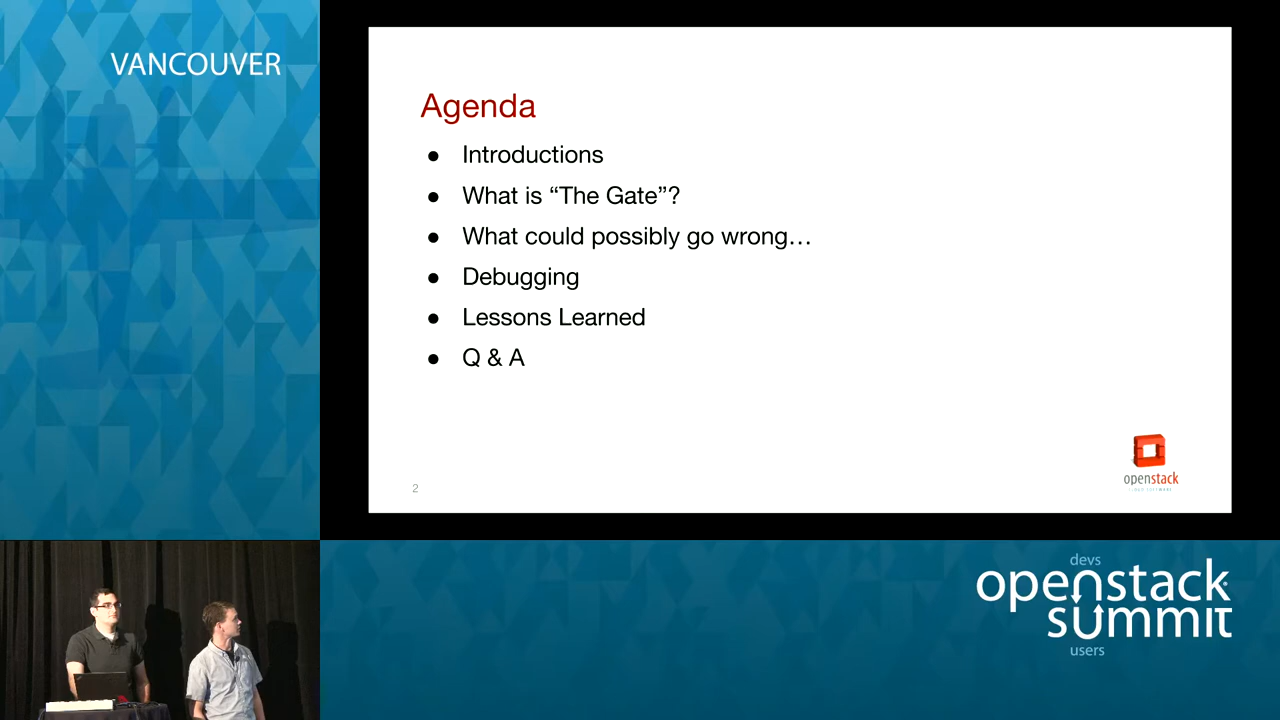 VANCOUVER
Agenda
● Introductions
● What is “The Gate”?
● What could possibly go wrong…
● Debugging
● Lessons Learned
● Q & A
2
openstack
devs
openstack
summit
users